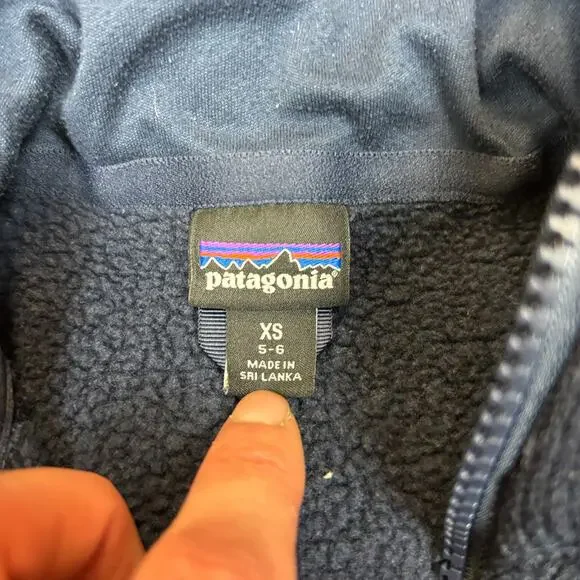 patagonia®
XS
5-6
MADE IN
SRI LANKA